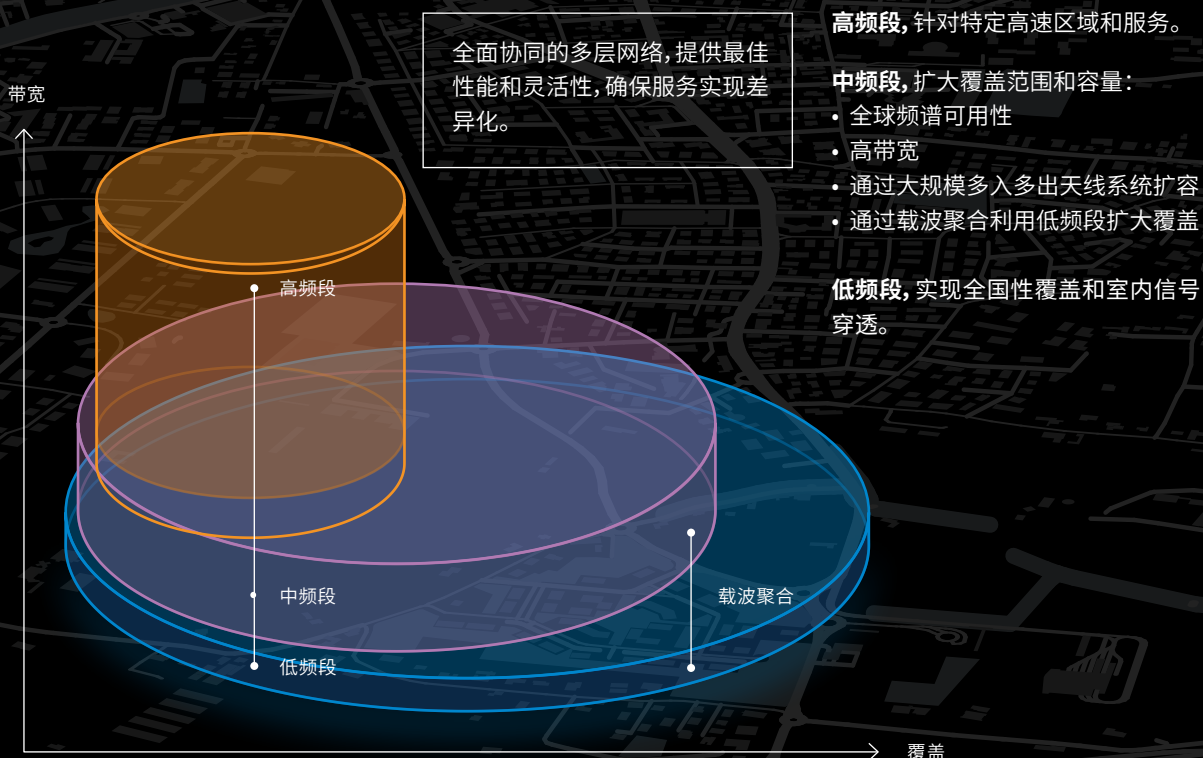 带宽
全面协同的多层网络，提供最佳
性能和灵活性，确保服务实现差
异化。
高频段，针对特定高速区域和服务。
中频段，扩大覆盖范围和容量：
• 全球频谱可用性
• 高带宽
• 通过大规模多入多出天线系统扩容
• 通过载波聚合利用低频段扩大覆盖
低频段，实现全国性覆盖和室内信号
穿透。
高频段
中频段
载波聚合
低频段
覆盖